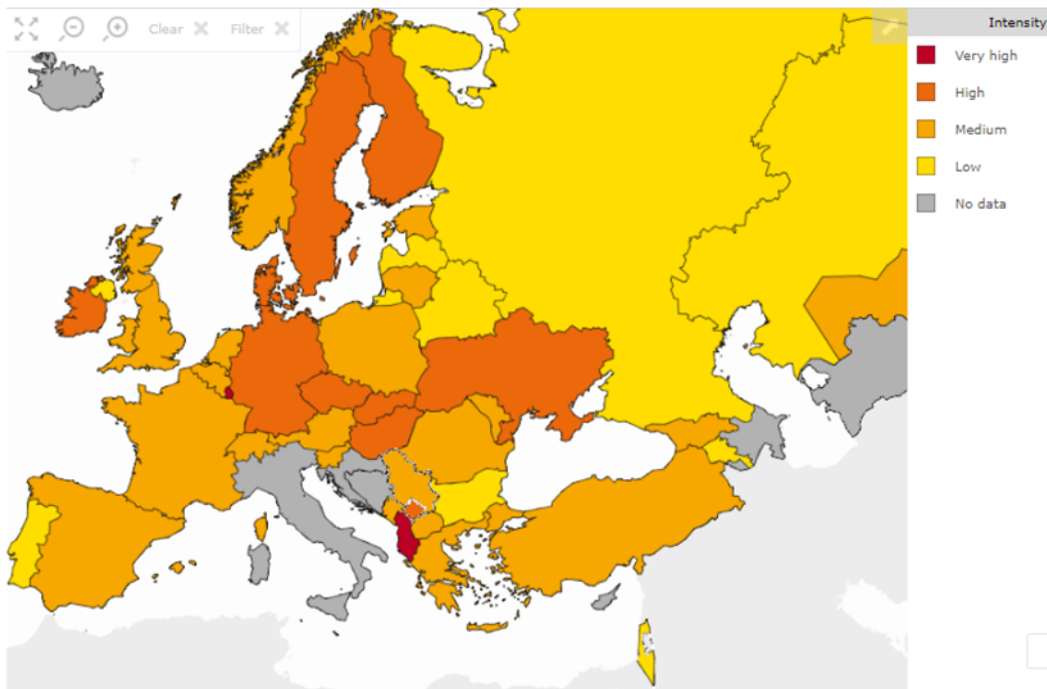 Clear
Filter
Intensity
Very high
High
Medium
Low
No data